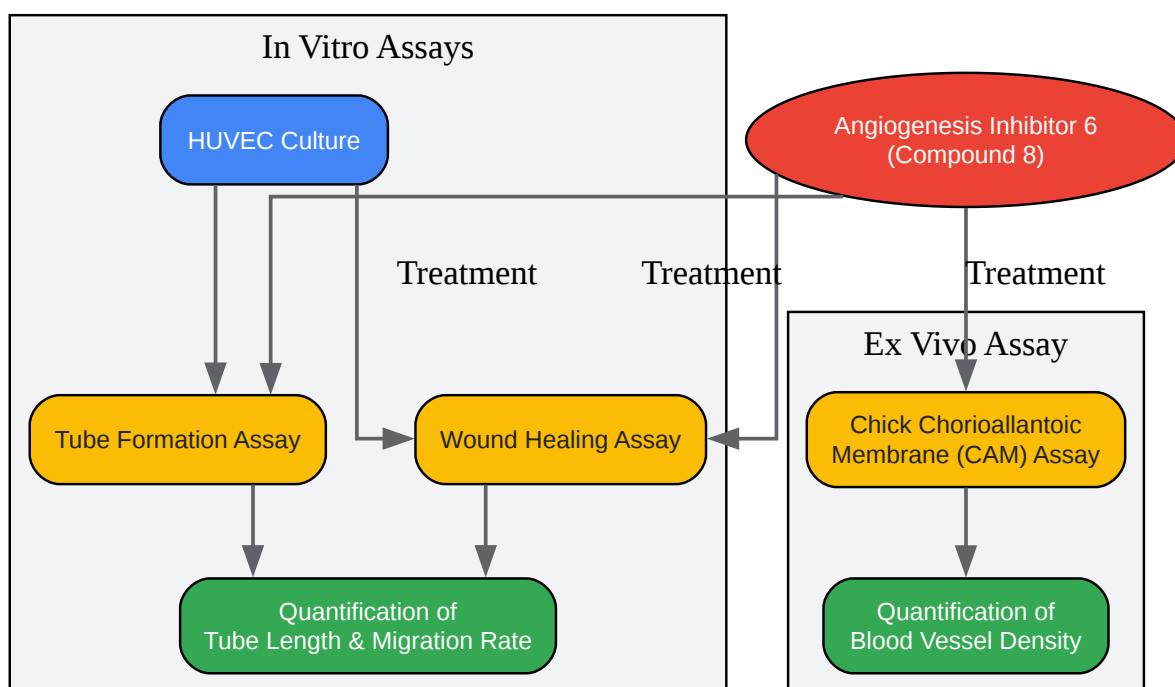 In Vitro Assays
HUVEC Culture
Angiogenesis Inhibitor 6
(Compound 8)
Treatment
Treatment
Treatment
Ex Vivo Assay
Tube Formation Assay
Wound Healing Assay
Chick Chorioallantoic
Membrane (CAM) Assay
Quantification of
Tube Length & Migration Rate
Quantification of
Blood Vessel Density